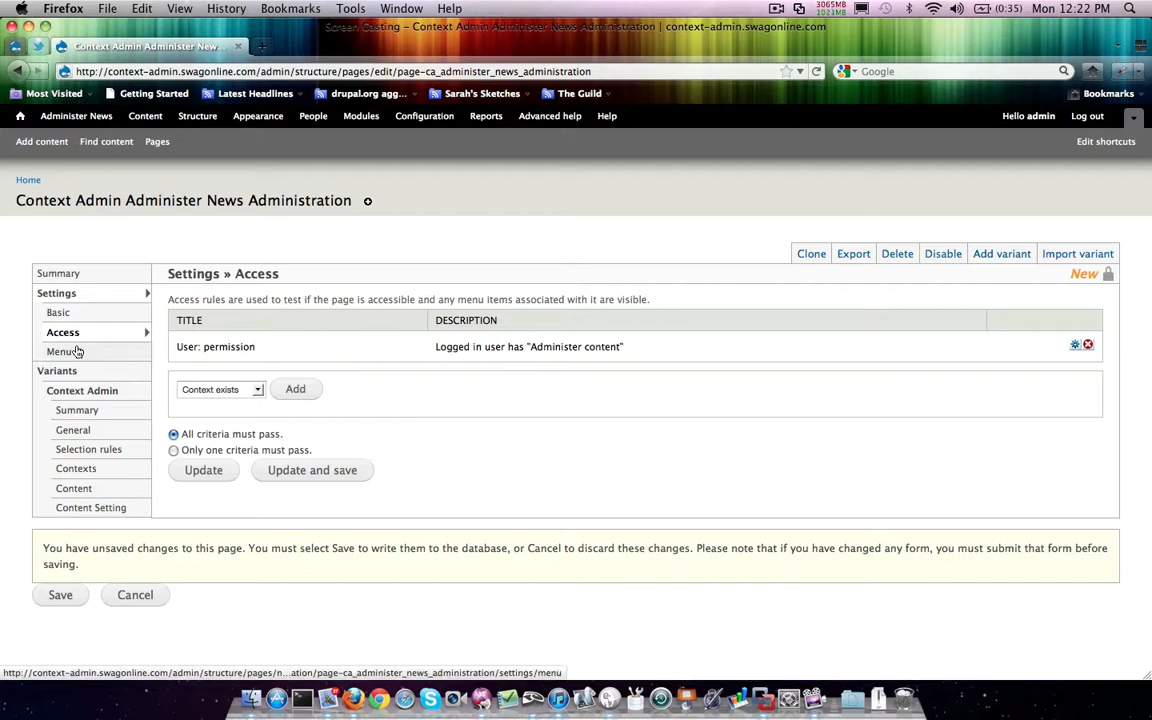 Firefox File Edit View History Bookmarks Tools Window Help 3065MB 1023MB (0:35) Mon 12:22 PM
Screen Casting – Context Admin Administer News Administration | context-admin.swagonline.com
Context Admin Administer New...
http://context-admin.swagonline.com/admin/structure/pages/edit/page-ca_administer_news_administration Google
Most Visited Getting Started Latest Headlines drupal.org agg... Sarah's Sketches The Guild Bookmarks
Administer News Content Structure Appearance People Modules Configuration Reports Advanced help Help Hello admin Log out
Add content Find content Pages Edit shortcuts
Home
Context Admin Administer News Administration
Clone Export Delete Disable Add variant Import variant
Summary
Settings » Access
New
Settings
Basic
Access
Menu
Variants
Context Admin
Summary
General
Selection rules
Contexts
Content
Content Setting
Access rules are used to test if the page is accessible and any menu items associated with it are visible.
TITLE DESCRIPTION
User: permission Logged in user has "Administer content"
Context exists Add
All criteria must pass.
Only one criteria must pass.
Update Update and save
You have unsaved changes to this page. You must select Save to write them to the database, or Cancel to discard these changes. Please note that if you have changed any form, you must submit that form before
saving.
Save Cancel
http://context-admin.swagonline.com/admin/structure/pages/n...ation/page-ca_administer_news_administration/settings/menu